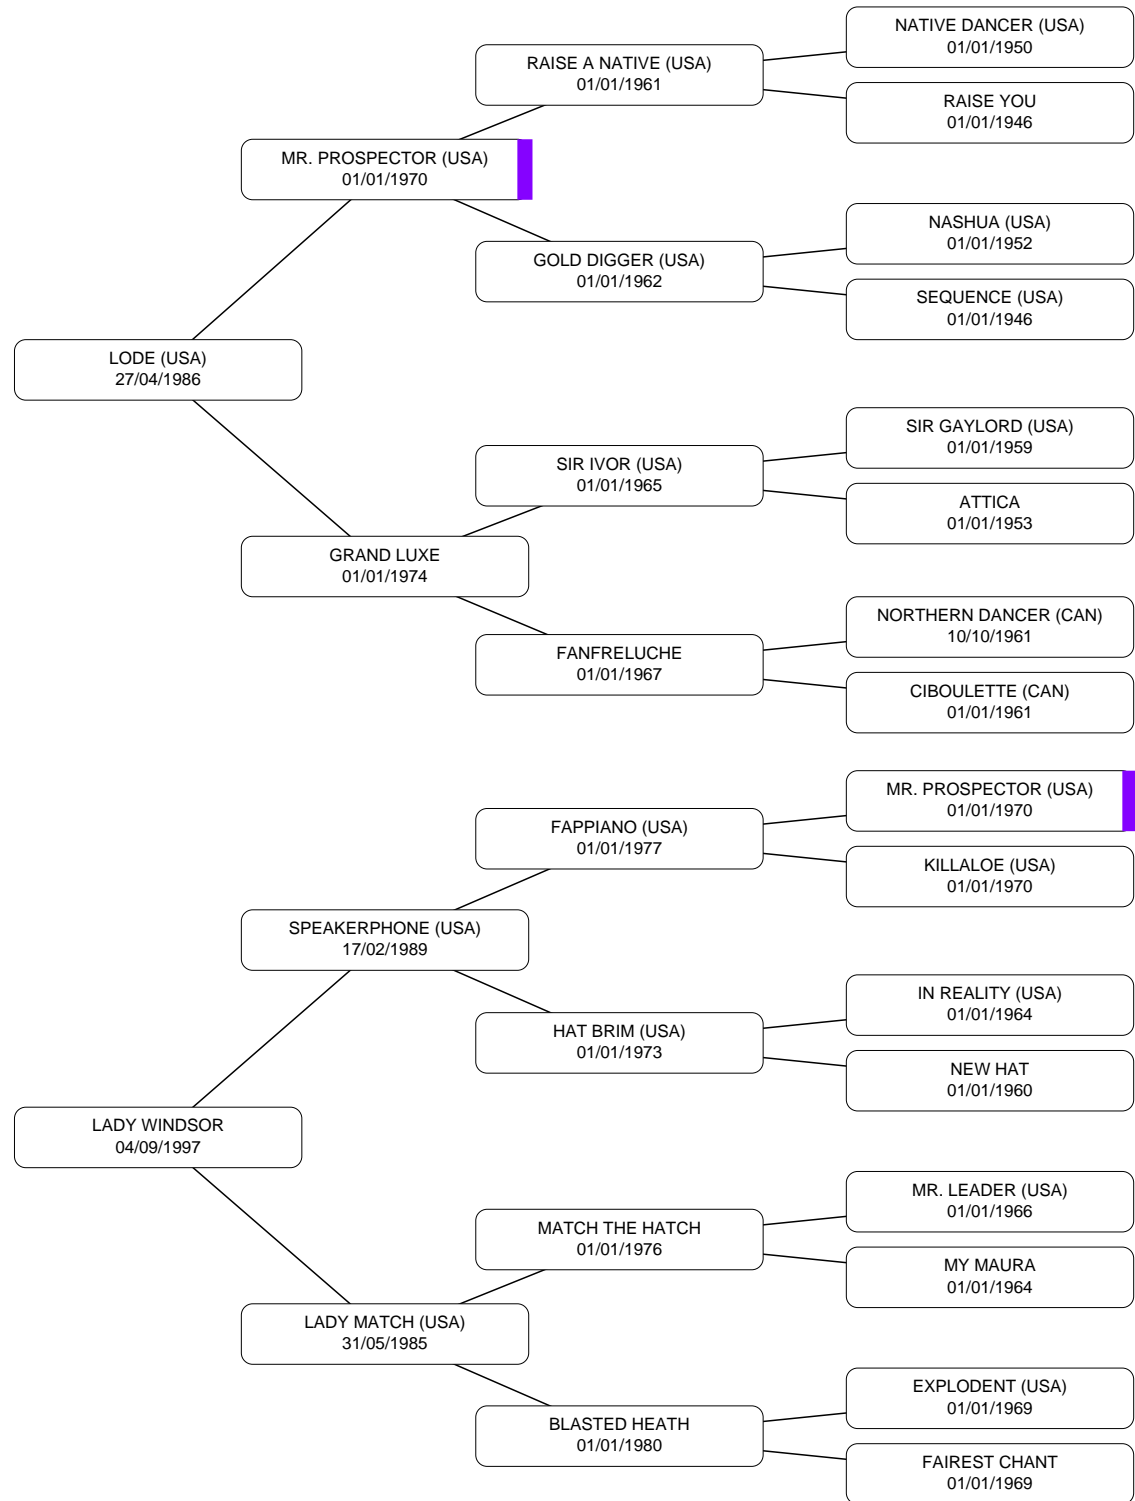 NATIVE DANCER (USA)
01/01/1950
RAISE A NATIVE (USA)
01/01/1961
RAISE YOU
01/01/1946
MR. PROSPECTOR (USA)
01/01/1970
NASHUA (USA)
01/01/1952
GOLD DIGGER (USA)
01/01/1962
SEQUENCE (USA)
01/01/1946
LODE (USA)
27/04/1986
SIR GAYLORD (USA)
01/01/1959
SIR IVOR (USA)
01/01/1965
ATTICA
01/01/1953
GRAND LUXE
01/01/1974
NORTHERN DANCER (CAN)
10/10/1961
FANFRELUCHE
01/01/1967
CIBOULETTE (CAN)
01/01/1961
MR. PROSPECTOR (USA)
01/01/1970
FAPPIANO (USA)
01/01/1977
KILLALOE (USA)
01/01/1970
SPEAKERPHONE (USA)
17/02/1989
IN REALITY (USA)
01/01/1964
HAT BRIM (USA)
01/01/1973
NEW HAT
01/01/1960
LADY WINDSOR
04/09/1997
MR. LEADER (USA)
01/01/1966
MATCH THE HATCH
01/01/1976
MY MAURA
01/01/1964
LADY MATCH (USA)
31/05/1985
EXPLODENT (USA)
01/01/1969
BLASTED HEATH
01/01/1980
FAIREST CHANT
01/01/1969